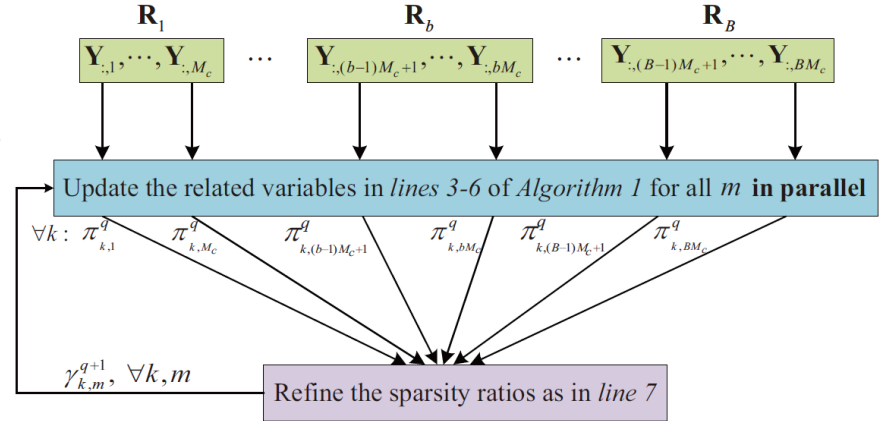 R_1 R_b R_B
Y_{:,1},⋯,Y_{:,M_c} ⋯ Y_{:,(b−1)M_c+1},⋯,Y_{:,bM_c} ⋯ Y_{:,(B−1)M_c+1},⋯,Y_{:,BM_c}
Update the related variables in lines 3-6 of Algorithm 1 for all m in parallel
∀k : π^q_{k,1} π^q_{k,M_c} π^q_{k,(b−1)M_c+1} π^q_{k,bM_c} π^q_{k,(B−1)M_c+1} π^q_{k,BM_c}
γ^{q+1}_{k,m}, ∀k,m
Refine the sparsity ratios as in line 7